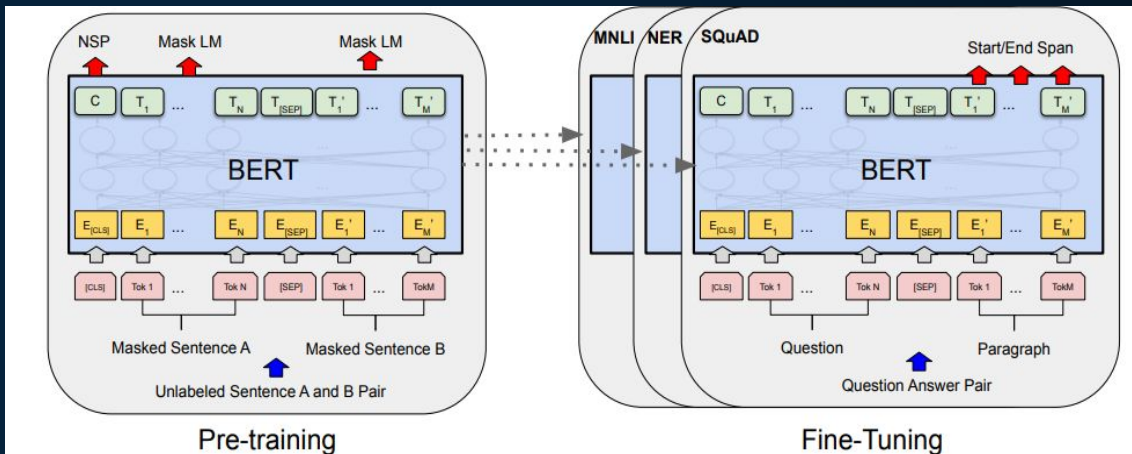 NSP Mask LM Mask LM
C T1 ... TN T[SEP] T1' ... TM'
BERT
E[CLS] E1 ... EN E[SEP] E1' ... EM'
[CLS] Tok 1 ... Tok N [SEP] Tok 1 ... TokM
Masked Sentence A Masked Sentence B
Unlabeled Sentence A and B Pair
Pre-training
MNLI NER SQuAD
Start/End Span
C T1 ... TN T[SEP] T1' ... TM'
BERT
E[CLS] E1 ... EN E[SEP] E1' ... EM'
[CLS] Tok 1 ... Tok N [SEP] Tok 1 ... TokM
Question Paragraph
Question Answer Pair
Fine-Tuning